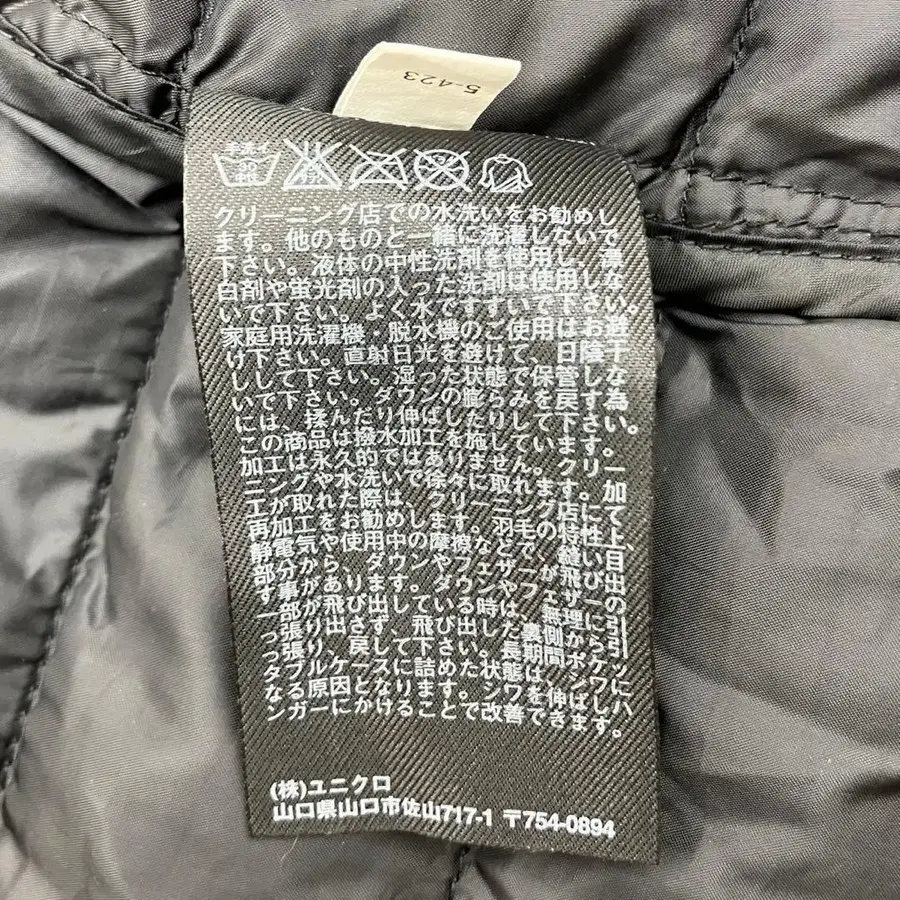 5-423
手洗イ
30
エンソ
サラシ
クリーニング店での水洗いをお勧めし
ます。他のものと一緒に洗濯しないで
下さい。液体の中性洗剤を使用し、漂
白剤や蛍光剤の入った洗剤は使用しな
いで下さい。よく水ですすいで下さい。
家庭用洗濯機・脱水機のご使用はお避
け下さい。直射日光を避けて、日陰干
しして下さい。湿った状態で保管しな
いで下さい。ダウンの膨らみを戻す為
には、揉んだり伸ばしたりして下さい。
この商品は撥水加工を施しています。
加工は永久的ではありません。クリー
ニングや水洗いで徐々に取れます。加
工が取れた際は、クリーニング店にて
再加工をお勧めします。羽毛の特性上、
静電気や使用中の摩擦などで縫い目
部分から、ダウンやフェザーが飛び出
す事があります。ダウンやフェザーの
一部が飛び出している時は、無理に引
っ張り出さず、飛び出した裏側から引
っ張り、戻して下さい。長期間ポケッ
タブルケースに詰めた状態は、シワに
なる原因となります。シワを伸ばしハ
ンガーにかけることで改善できます。
(株)ユニクロ
山口県山口市佐山717-1 〒754-0894